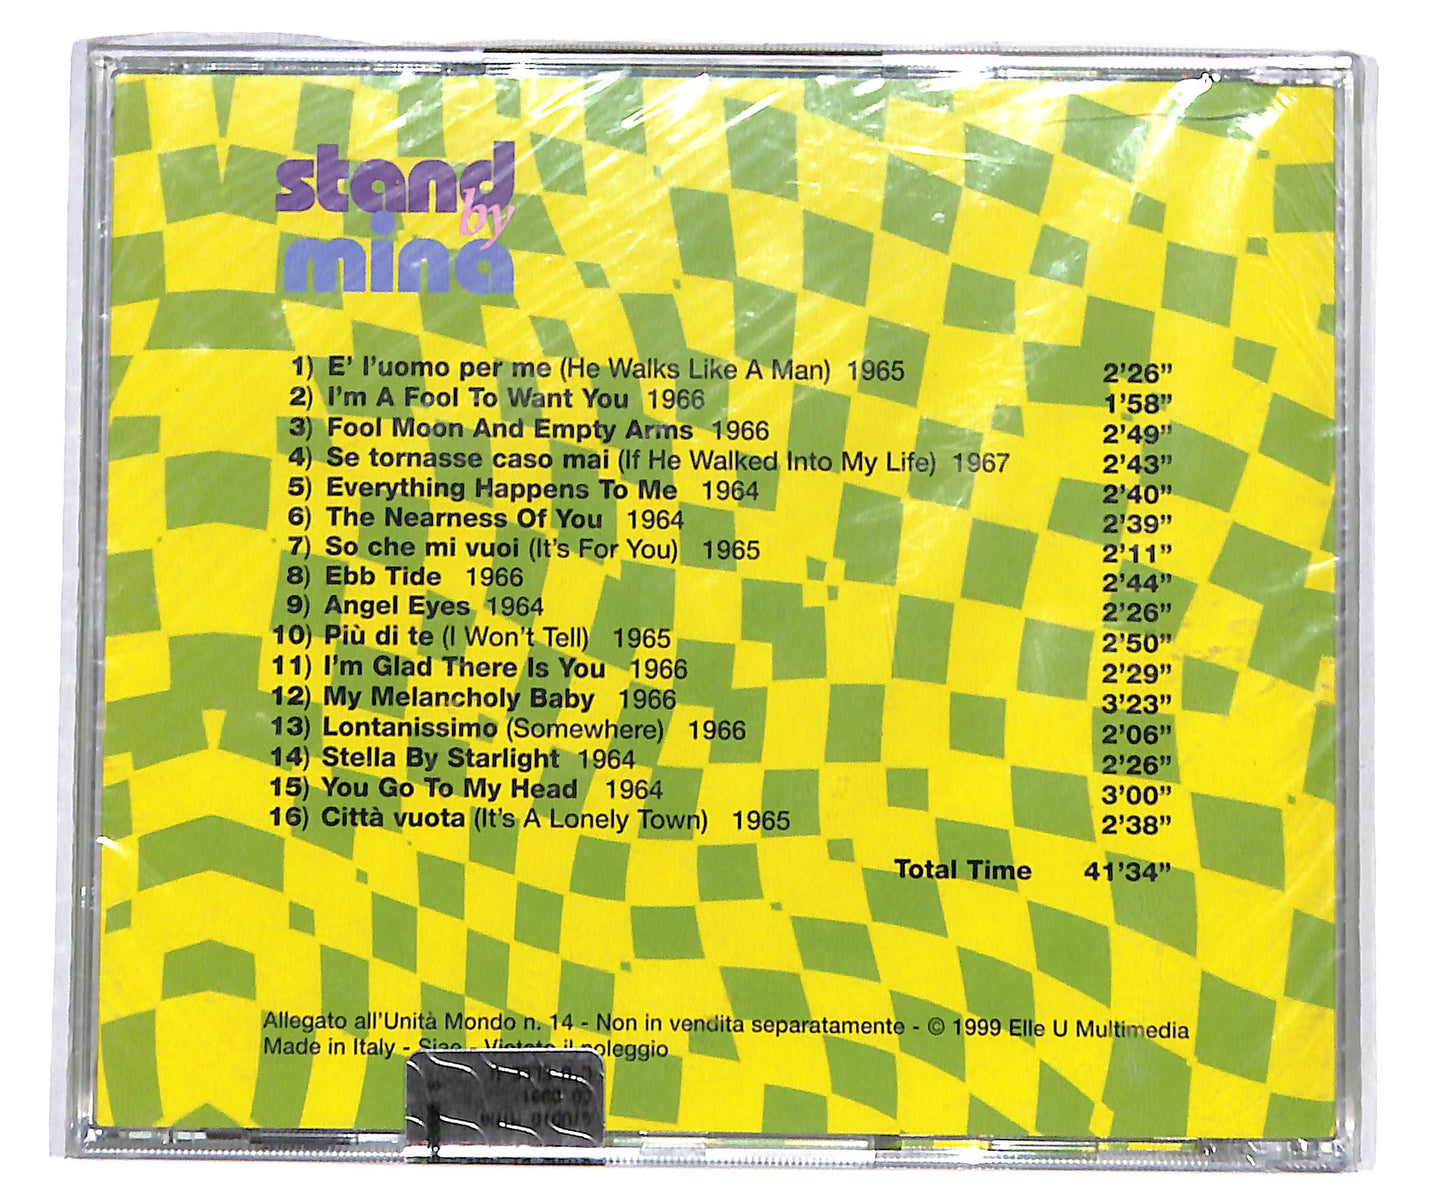 stand
by
mina
1) E' l'uomo per me (He Walks Like A Man) 1965 2'26"
2) I'm A Fool To Want You 1966 1'58"
3) Fool Moon And Empty Arms 1966 2'49"
4) Se tornasse caso mai (If He Walked Into My Life) 1967 2'43"
5) Everything Happens To Me 1964 2'40"
6) The Nearness Of You 1964 2'39"
7) So che mi vuoi (It's For You) 1965 2'11"
8) Ebb Tide 1966 2'44"
9) Angel Eyes 1964 2'26"
10) Più di te (I Won't Tell) 1965 2'50"
11) I'm Glad There Is You 1966 2'29"
12) My Melancholy Baby 1966 3'23"
13) Lontanissimo (Somewhere) 1966 2'06"
14) Stella By Starlight 1964 2'26"
15) You Go To My Head 1964 3'00"
16) Città vuota (It's A Lonely Town) 1965 2'38"
Total Time 41'34"
Allegato all'Unità Mondo n. 14 - Non in vendita separatamente - © 1999 Elle U Multimedia
Made in Italy - Siae - Vietato il noleggio